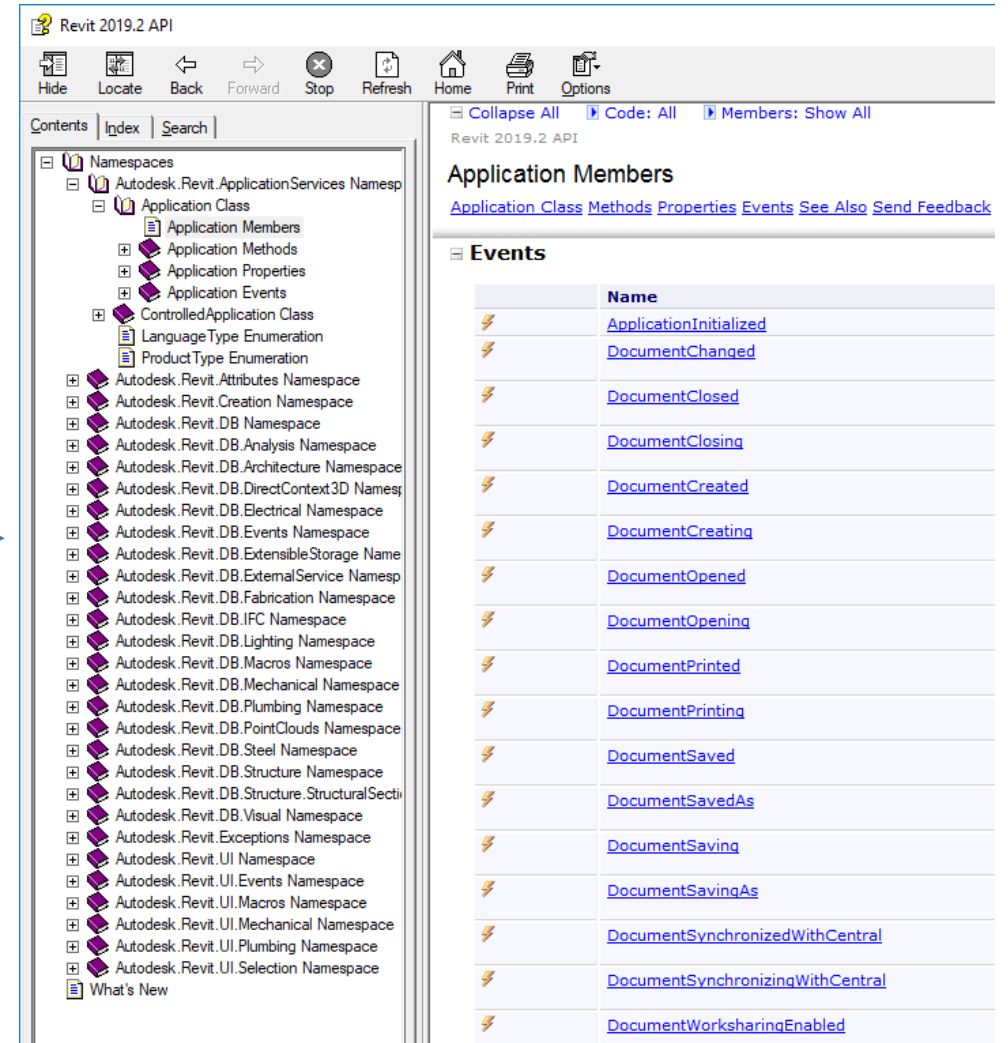 Revit 2019.2 API
Hide Locate Back Forward Stop Refresh Home Print Options
Contents Index Search
Namespaces
Autodesk.Revit.ApplicationServices Namesp
Application Class
Application Members
Application Methods
Application Properties
Application Events
ControlledApplication Class
LanguageType Enumeration
ProductType Enumeration
Autodesk.Revit.Attributes Namespace
Autodesk.Revit.Creation Namespace
Autodesk.Revit.DB Namespace
Autodesk.Revit.DB.Analysis Namespace
Autodesk.Revit.DB.Architecture Namespace
Autodesk.Revit.DB.DirectContext3D Namesp
Autodesk.Revit.DB.Electrical Namespace
Autodesk.Revit.DB.Events Namespace
Autodesk.Revit.DB.ExtensibleStorage Name
Autodesk.Revit.DB.ExternalService Namesp
Autodesk.Revit.DB.Fabrication Namespace
Autodesk.Revit.DB.IFC Namespace
Autodesk.Revit.DB.Lighting Namespace
Autodesk.Revit.DB.Macros Namespace
Autodesk.Revit.DB.Mechanical Namespace
Autodesk.Revit.DB.Plumbing Namespace
Autodesk.Revit.DB.PointClouds Namespace
Autodesk.Revit.DB.Steel Namespace
Autodesk.Revit.DB.Structure Namespace
Autodesk.Revit.DB.Structure.StructuralSecti
Autodesk.Revit.DB.Visual Namespace
Autodesk.Revit.Exceptions Namespace
Autodesk.Revit.UI Namespace
Autodesk.Revit.UI.Events Namespace
Autodesk.Revit.UI.Macros Namespace
Autodesk.Revit.UI.Mechanical Namespace
Autodesk.Revit.UI.Plumbing Namespace
Autodesk.Revit.UI.Selection Namespace
What's New
Collapse All Code: All Members: Show All
Revit 2019.2 API
Application Members
Application Class Methods Properties Events See Also Send Feedback
Events
Name
ApplicationInitialized
DocumentChanged
DocumentClosed
DocumentClosing
DocumentCreated
DocumentCreating
DocumentOpened
DocumentOpening
DocumentPrinted
DocumentPrinting
DocumentSaved
DocumentSavedAs
DocumentSaving
DocumentSavingAs
DocumentSynchronizedWithCentral
DocumentSynchronizingWithCentral
DocumentWorksharingEnabled